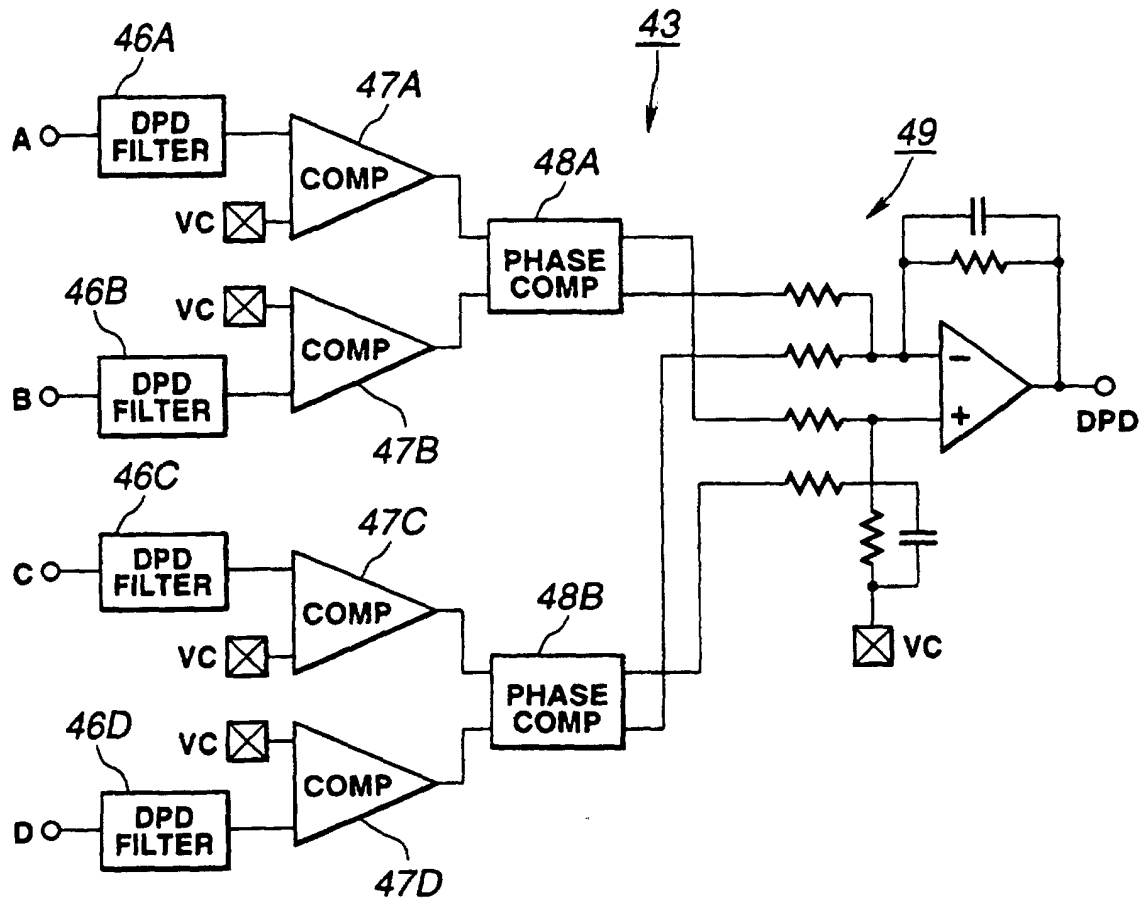 43
46A
47A
A
DPD
FILTER
COMP
VC
48A
49
PHASE
COMP
46B
VC
COMP
B
DPD
FILTER
47B
−
+
DPD
46C
47C
C
DPD
FILTER
COMP
VC
48B
VC
PHASE
COMP
46D
VC
COMP
D
DPD
FILTER
47D